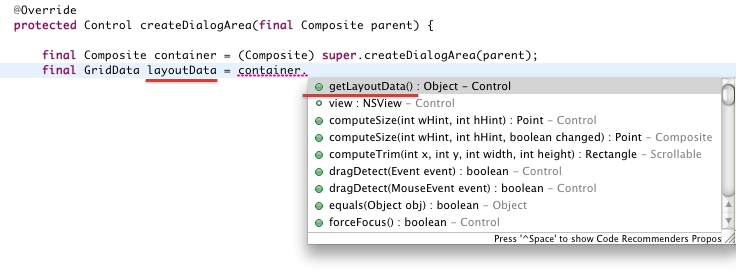 @Override
protected Control createDialogArea(final Composite parent) {
final Composite container = (Composite) super.createDialogArea(parent);
final GridData layoutData = container.
getLayoutData() : Object – Control
view : NSView – Control
computeSize(int wHint, int hHint) : Point – Control
computeSize(int wHint, int hHint, boolean changed) : Point – Composite
computeTrim(int x, int y, int width, int height) : Rectangle – Scrollable
dragDetect(Event event) : boolean – Control
dragDetect(MouseEvent event) : boolean – Control
equals(Object obj) : boolean – Object
forceFocus() : boolean – Control
Press '^Space' to show Code Recommenders Propos